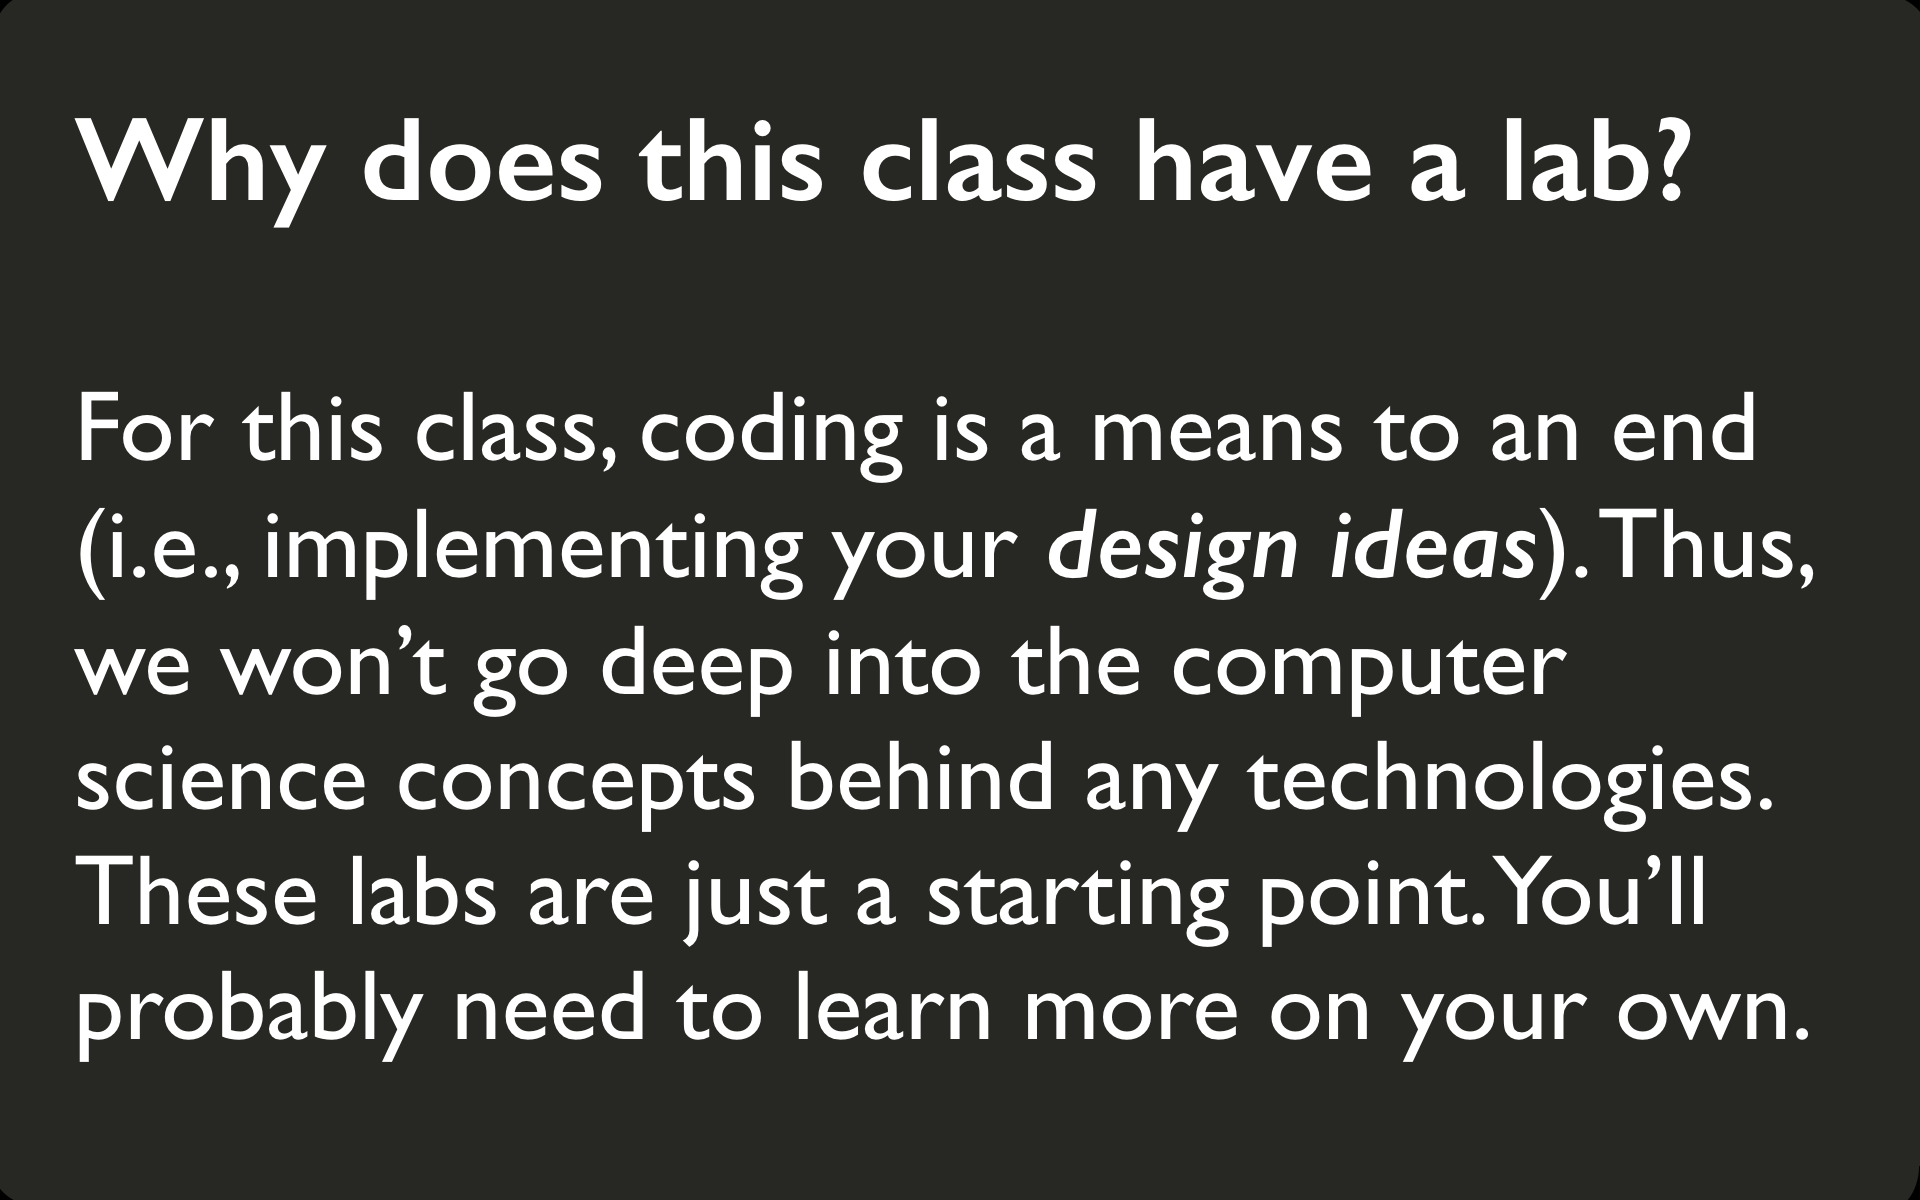 Why does this class have a lab?
For this class, coding is a means to an end
(i.e., implementing your design ideas). Thus,
we won’t go deep into the computer
science concepts behind any technologies.
These labs are just a starting point. You’ll
probably need to learn more on your own.